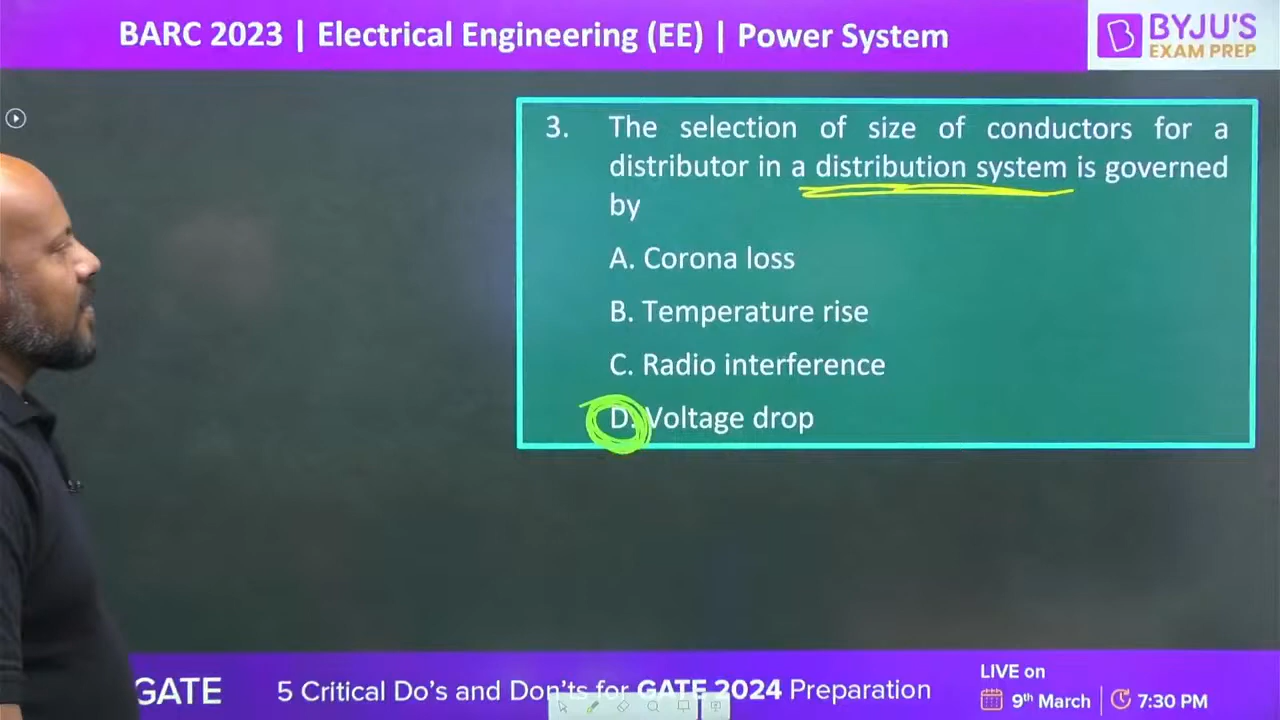 BARC 2023 | Electrical Engineering (EE) | Power System
BYJU'S
EXAM PREP
3. The selection of size of conductors for a
distributor in a distribution system is governed
by
A. Corona loss
B. Temperature rise
C. Radio interference
D. Voltage drop
GATE
5 Critical Do's and Don'ts for GATE 2024 Preparation
LIVE on
9th March | 7:30 PM